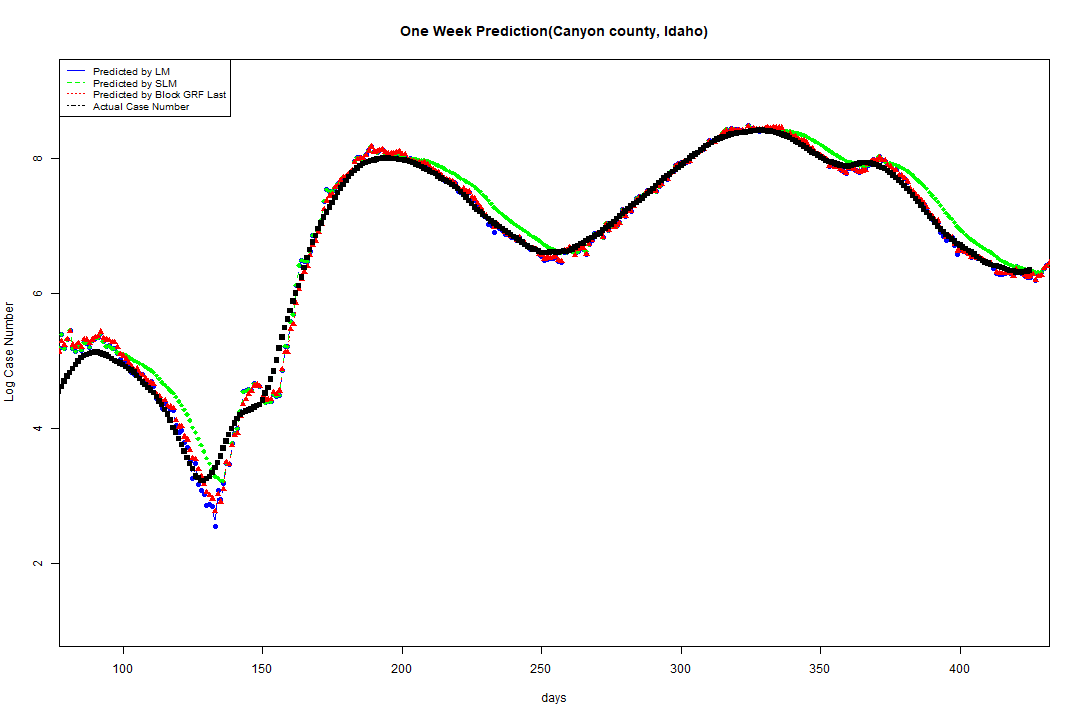 One Week Prediction(Canyon county, Idaho)
Predicted by LM
Predicted by SLM
Predicted by Block GRF Last
Actual Case Number
Log Case Number
8
6
4
2
100 150 200 250 300 350 400
days